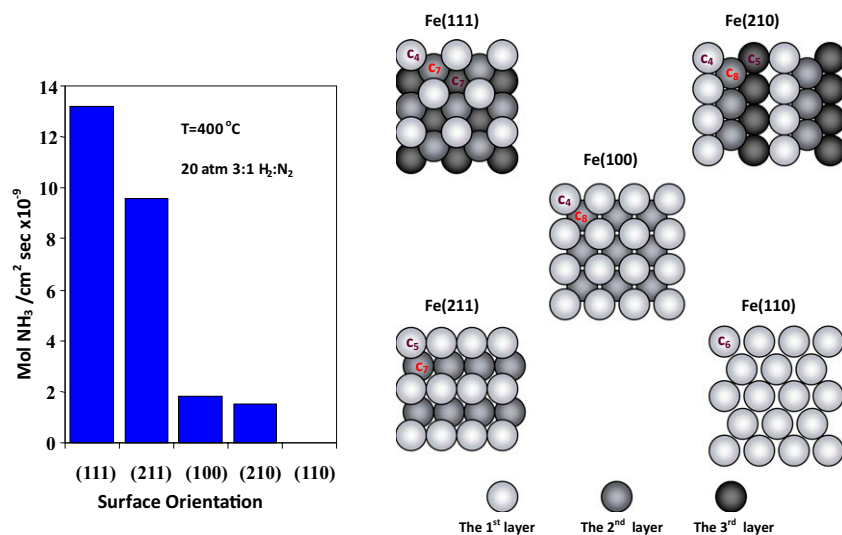 14
12
10
8
6
4
2
0
Mol NH₃ /cm² sec x10⁻⁹
T=400 °C
20 atm 3:1 H₂:N₂
(111) (211) (100) (210) (110)
Surface Orientation
Fe(111)
C₄
C₇
C₇
Fe(210)
C₄
C₅
C₈
Fe(100)
C₄
C₈
Fe(211)
C₅
C₇
Fe(110)
C₆
The 1ˢᵗ layer
The 2ⁿᵈ layer
The 3ʳᵈ layer